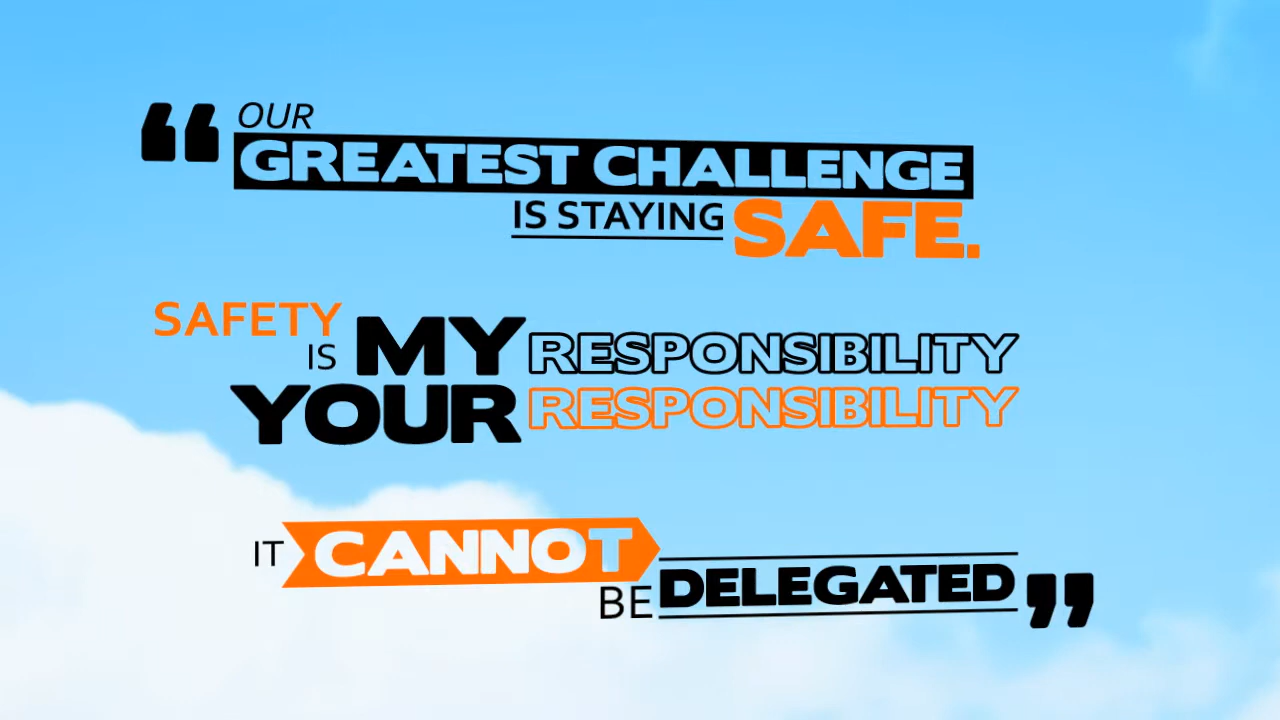 “ OUR
GREATEST CHALLENGE
IS STAYING SAFE.
SAFETY
IS MY RESPONSIBILITY
YOUR RESPONSIBILITY
IT CANNOT
BE DELEGATED ”